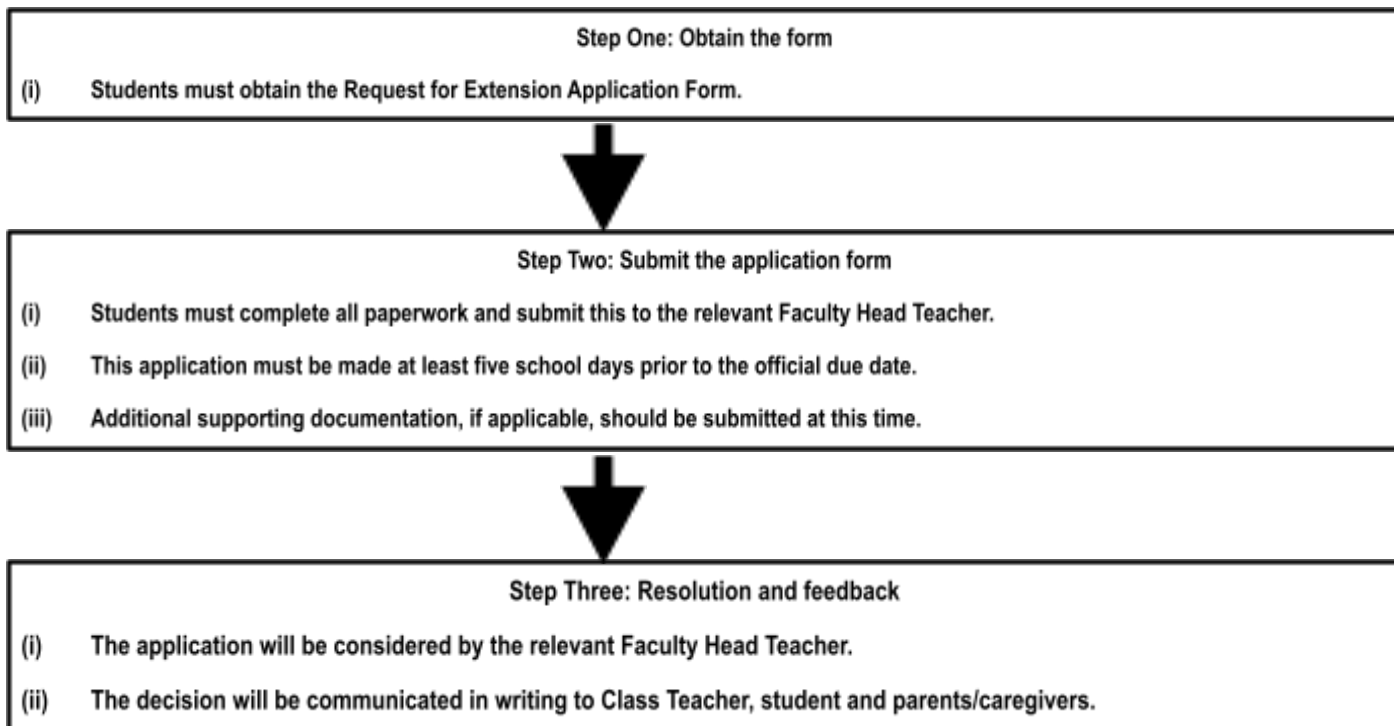 Step One: Obtain the form
(i) Students must obtain the Request for Extension Application Form.
Step Two: Submit the application form
(i) Students must complete all paperwork and submit this to the relevant Faculty Head Teacher.
(ii) This application must be made at least five school days prior to the official due date.
(iii) Additional supporting documentation, if applicable, should be submitted at this time.
Step Three: Resolution and feedback
(i) The application will be considered by the relevant Faculty Head Teacher.
(ii) The decision will be communicated in writing to Class Teacher, student and parents/caregivers.